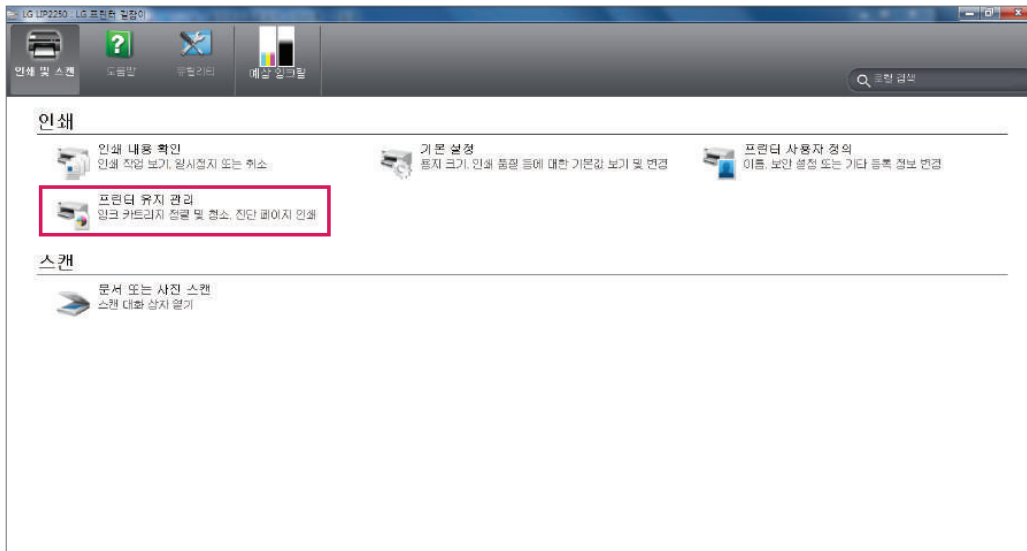 LG LIP2250 : LG 프린터 길잡이
인쇄 및 스캔
도움말
유틸리티
예상 잉크량
로컬 검색
인쇄
인쇄 내용 확인
인쇄 작업 보기, 일시정지 또는 취소
기본 설정
용지 크기, 인쇄 품질 등에 대한 기본값 보기 및 변경
프린터 사용자 정의
이름, 보안 설정 또는 기타 등록 정보 변경
프린터 유지 관리
잉크 카트리지 정렬 및 청소, 진단 페이지 인쇄
스캔
문서 또는 사진 스캔
스캔 대화 상자 열기